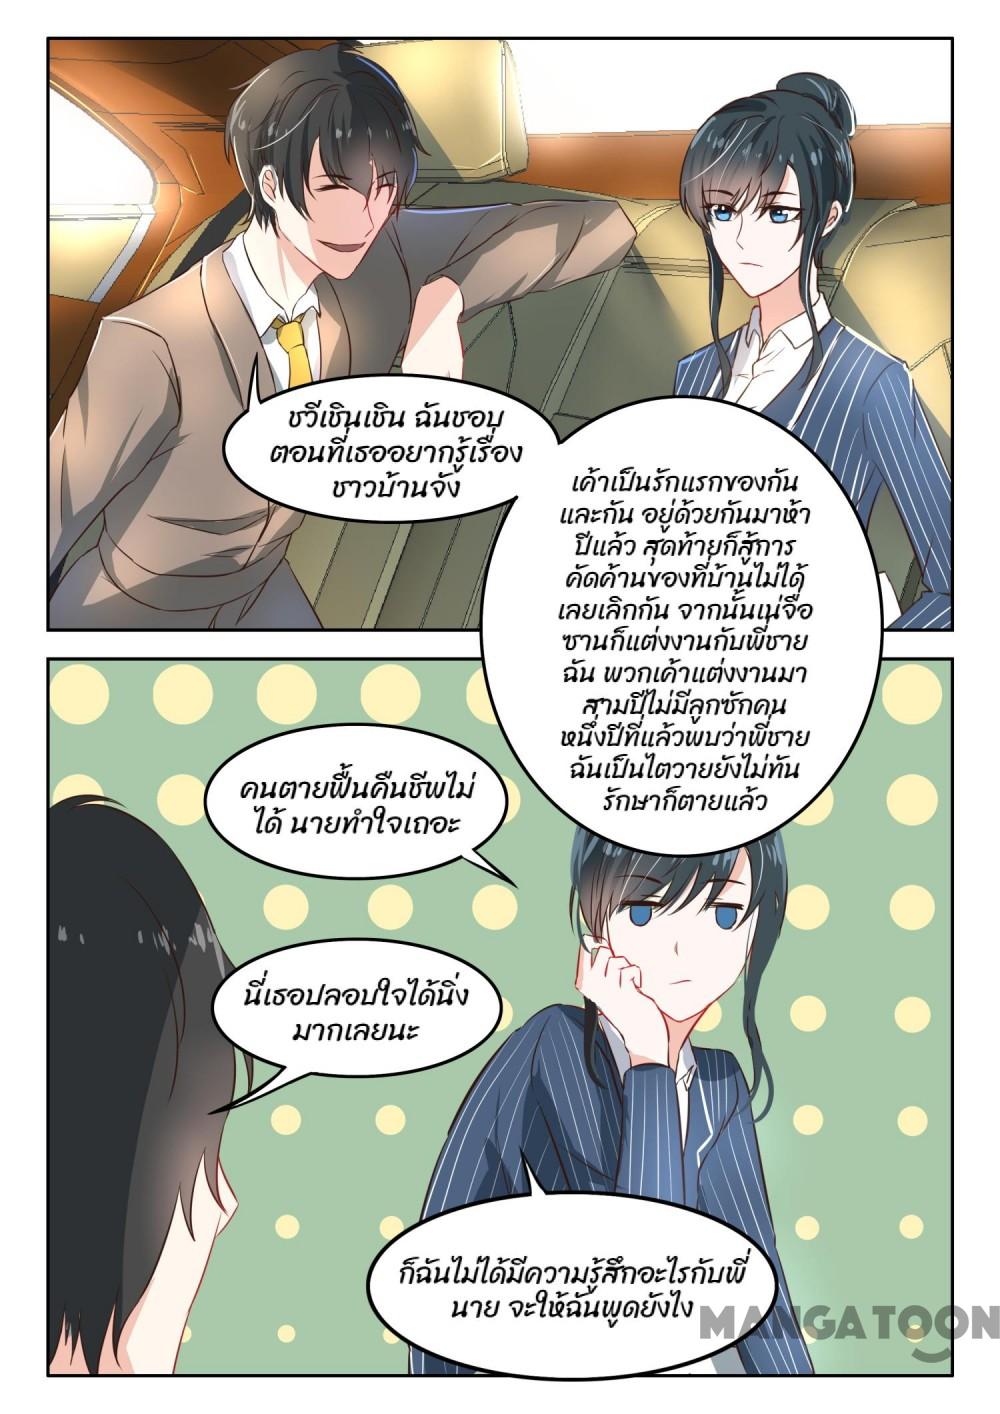 ชวีเชินเชิน ฉันชอบ
ตอนที่เธออยากรู้เรื่อง
ชาวบ้านจัง
เค้าเป็นรักแรกของกัน
และกัน อยู่ด้วยกันมาห้า
ปีแล้ว สุดท้ายก็สู้การ
คัดค้านของที่บ้านไม่ได้
เลยเลิกกัน จากนั้นเน่จื่อ
ซานก็แต่งงานกับพี่ชาย
ฉัน พวกเค้าแต่งงานมา
สามปีไม่มีลูกซักคน
หนึ่งปีที่แล้วพบว่าพี่ชาย
ฉันเป็นไตวายยังไม่ทัน
รักษาก็ตายแล้ว
คนตายฟื้นคืนชีพไม่
ได้ นายทำใจเถอะ
นี่เธอปลอบใจได้นิ่ง
มากเลยนะ
ก็ฉันไม่ได้มีความรู้สึกอะไรกับพี่
นาย จะให้ฉันพูดยังไง
MANGATOON